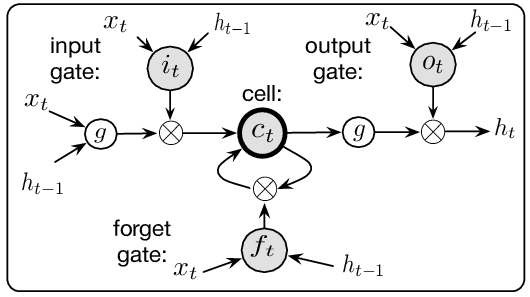 x_t
h_{t-1}
input
gate:
i_t
x_t
g
h_{t-1}
⊗
cell:
c_t
g
⊗
output
gate:
x_t
h_{t-1}
o_t
h_t
⊗
forget
gate:
f_t
x_t
h_{t-1}